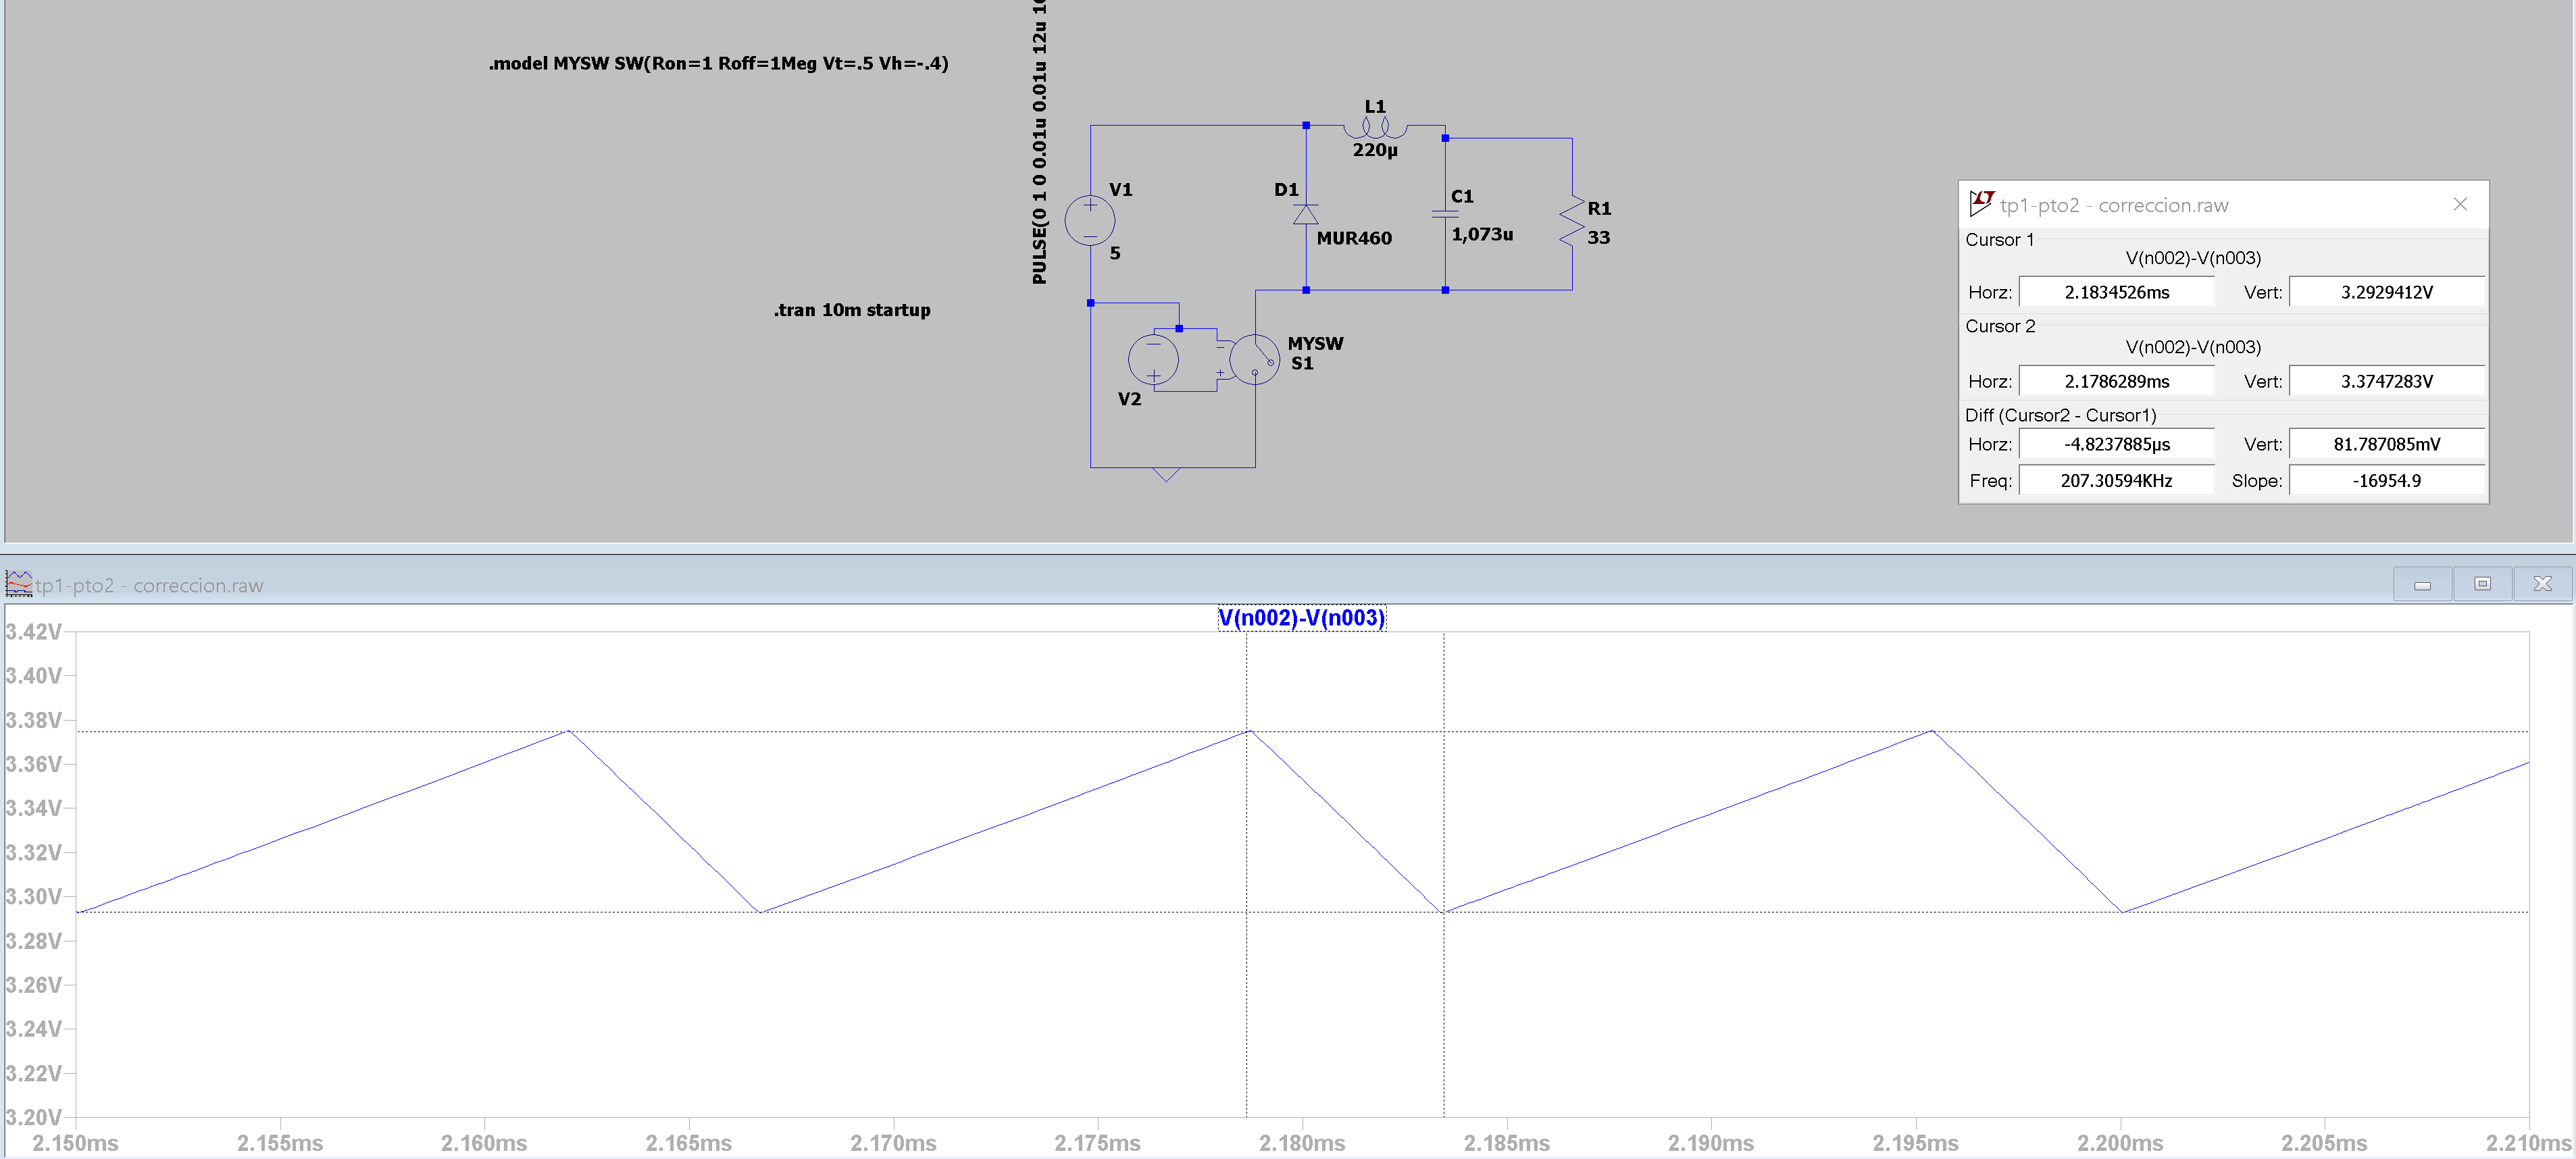 .model MYSW SW(Ron=1 Roff=1Meg Vt=.5 Vh=-.4)
PULSE(0 1 0 0.01u 0.01u 12u
L1
220µ
V1
5
D1
MUR460
C1
1,073u
R1
33
.tran 10m startup
MYSW
S1
V2
tp1-pto2 - correccion.raw
Cursor 1
V(n002)-V(n003)
Horz: 2.1834526ms Vert: 3.2929412V
Cursor 2
V(n002)-V(n003)
Horz: 2.1786289ms Vert: 3.3747283V
Diff (Cursor2 - Cursor1)
Horz: -4.8237885µs Vert: 81.787085mV
Freq: 207.30594KHz Slope: -16954.9
tp1-pto2 - correccion.raw
V(n002)-V(n003)
3.42V
3.40V
3.38V
3.36V
3.34V
3.32V
3.30V
3.28V
3.26V
3.24V
3.22V
3.20V
2.150ms 2.155ms 2.160ms 2.165ms 2.170ms 2.175ms 2.180ms 2.185ms 2.190ms 2.195ms 2.200ms 2.205ms 2.210ms